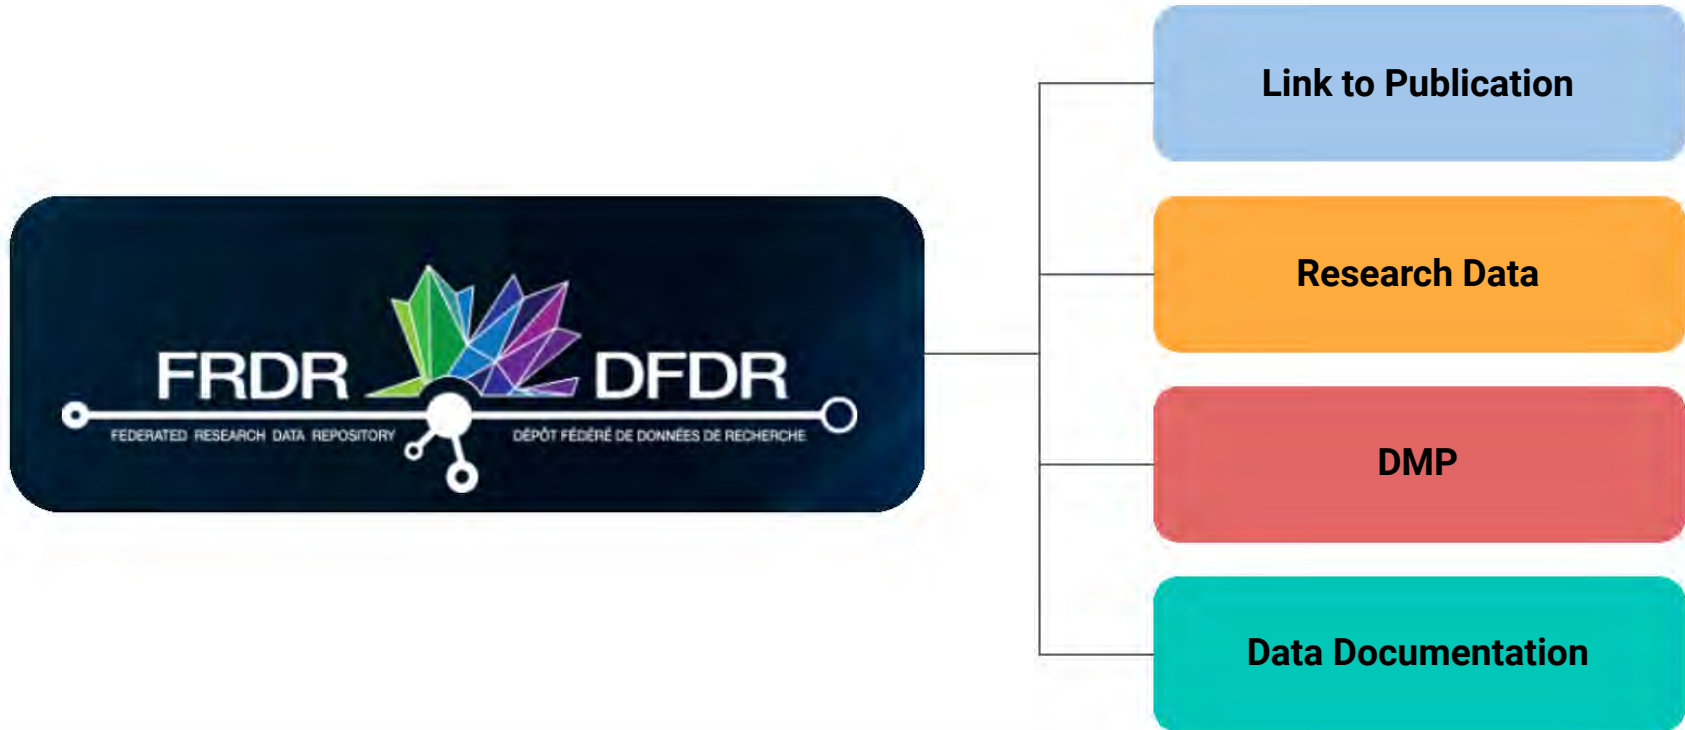 FRDR DFDR
FEDERATED RESEARCH DATA REPOSITORY
DÉPÔT FÉDÉRÉ DE DONNÉES DE RECHERCHE
Link to Publication
Research Data
DMP
Data Documentation